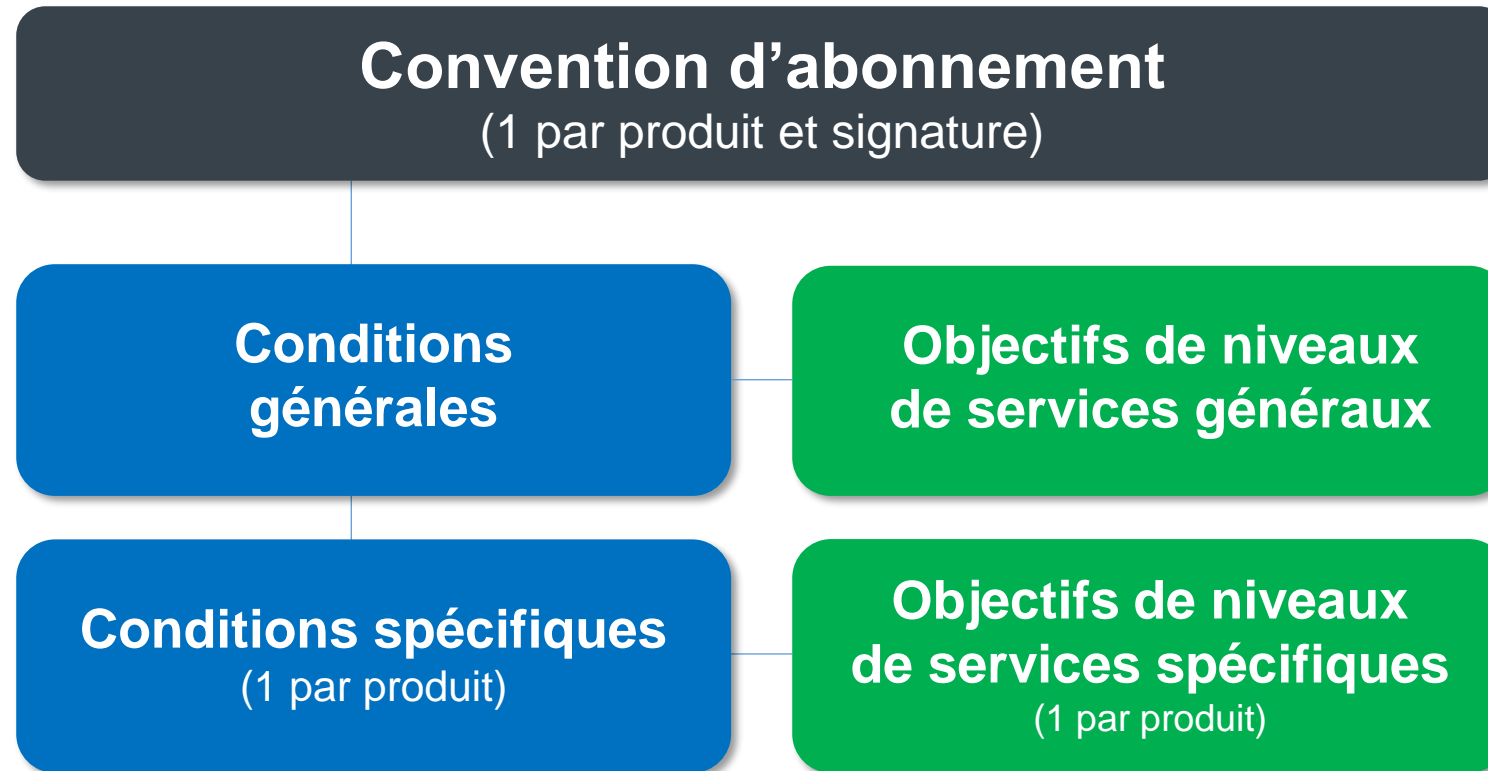 Convention d’abonnement
(1 par produit et signature)
Conditions
générales
Objectifs de niveaux
de services généraux
Conditions spécifiques
(1 par produit)
Objectifs de niveaux
de services spécifiques
(1 par produit)